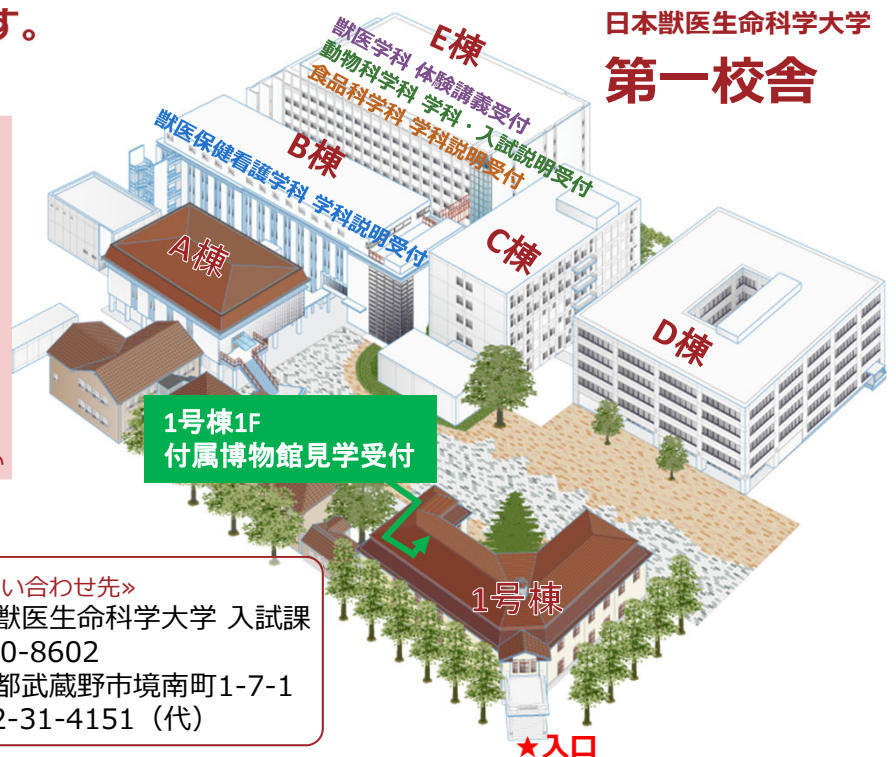 す。
日本獣医生命科学大学
第一校舎
E棟
獣医学科 体験講義受付
動物科学科 学科・入試説明受付
食品科学科 学科説明受付
B棟
獣医保健看護学科 学科説明受付
A棟
C棟
D棟
1号棟1F
付属博物館見学受付
い
1号棟
い合わせ先»
獣医生命科学大学 入試課
0-8602
都武蔵野市境南町1-7-1
2-31-4151（代）
★入口